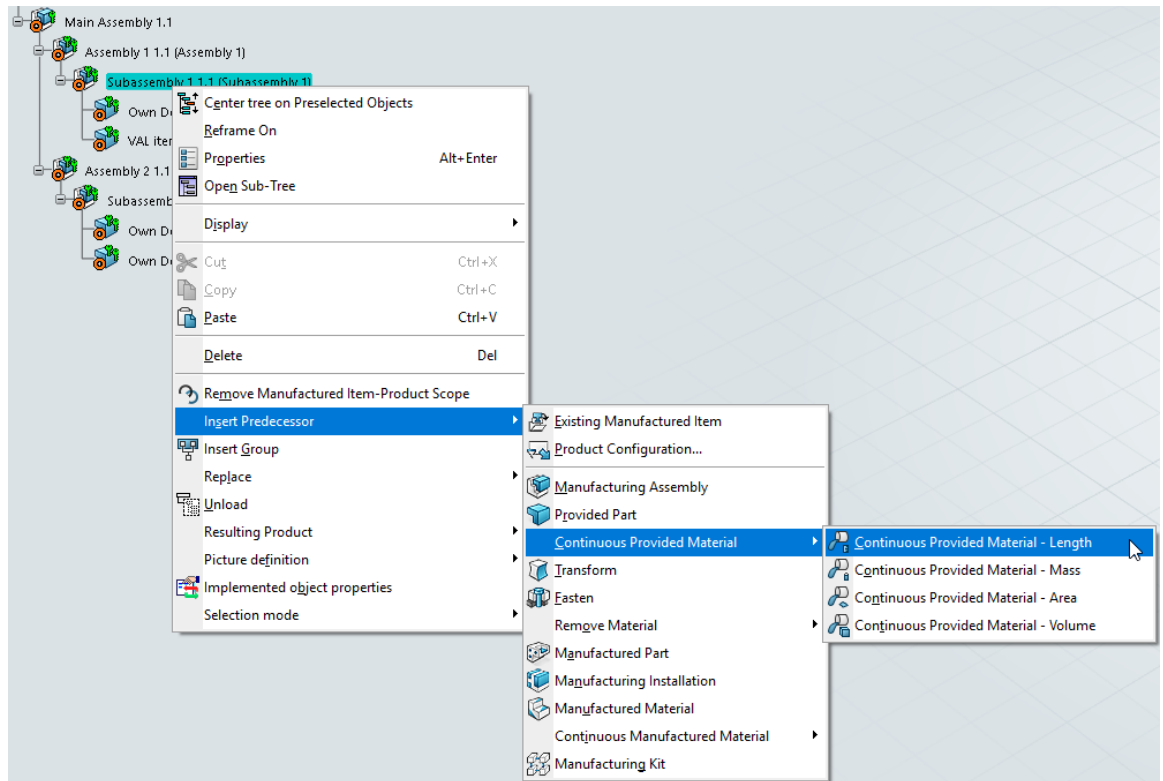 Main Assembly 1.1
Assembly 1 1.1 (Assembly 1)
Subassembly 1 1.1 (Subassembly 1)
Own
VAL
Assembly 2 1.1
Own
Own
Center tree on Preselected Objects
Reframe On
Properties Alt+Enter
Open Sub-Tree
Display
Cut Ctrl+X
Copy Ctrl+C
Paste Ctrl+V
Delete Del
Remove Manufactured Item-Product Scope
Insert Predecessor
Insert Group
Replace
Unload
Resulting Product
Picture definition
Implemented object properties
Selection mode
Existing Manufactured Item
Product Configuration...
Manufacturing Assembly
Provided Part
Continuous Provided Material
Transform
Fasten
Remove Material
Manufactured Part
Manufacturing Installation
Manufactured Material
Continuous Manufactured Material
Manufacturing Kit
Continuous Provided Material - Length
Continuous Provided Material - Mass
Continuous Provided Material - Area
Continuous Provided Material - Volume